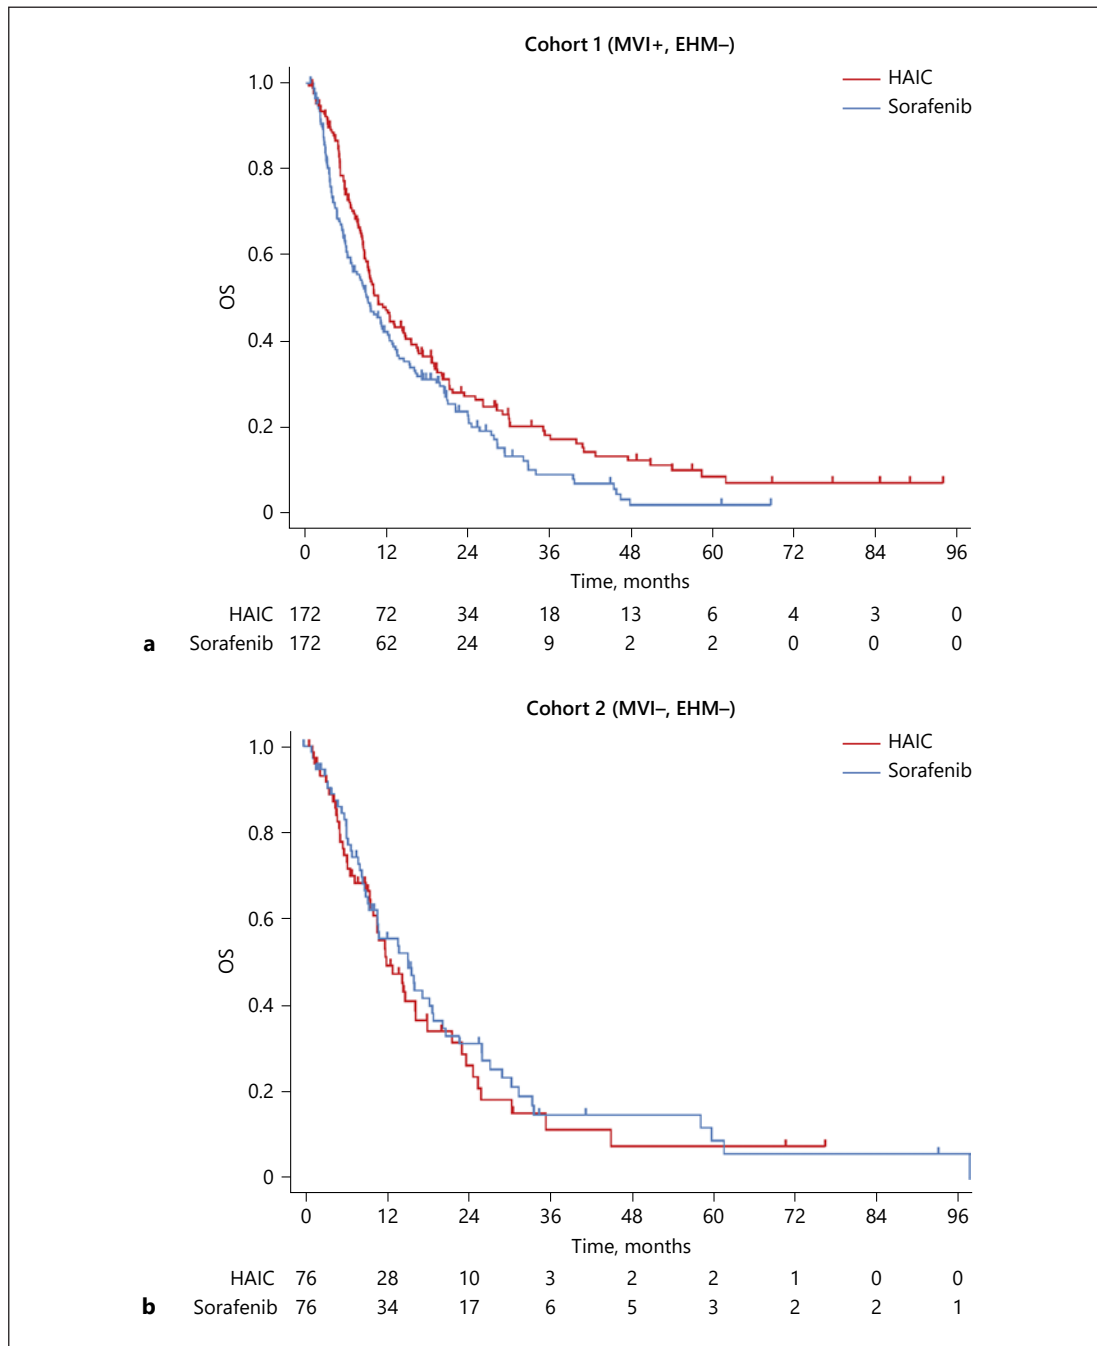 Cohort 1 (MVI+, EHM–)
HAIC
Sorafenib
1.0
0.8
0.6
0.4
0.2
0
OS
0 12 24 36 48 60 72 84 96
Time, months
HAIC 172 72 34 18 13 6 4 3 0
a Sorafenib 172 62 24 9 2 2 0 0 0
Cohort 2 (MVI–, EHM–)
HAIC
Sorafenib
1.0
0.8
0.6
0.4
0.2
0
OS
0 12 24 36 48 60 72 84 96
Time, months
HAIC 76 28 10 3 2 2 1 0 0
b Sorafenib 76 34 17 6 5 3 2 2 1